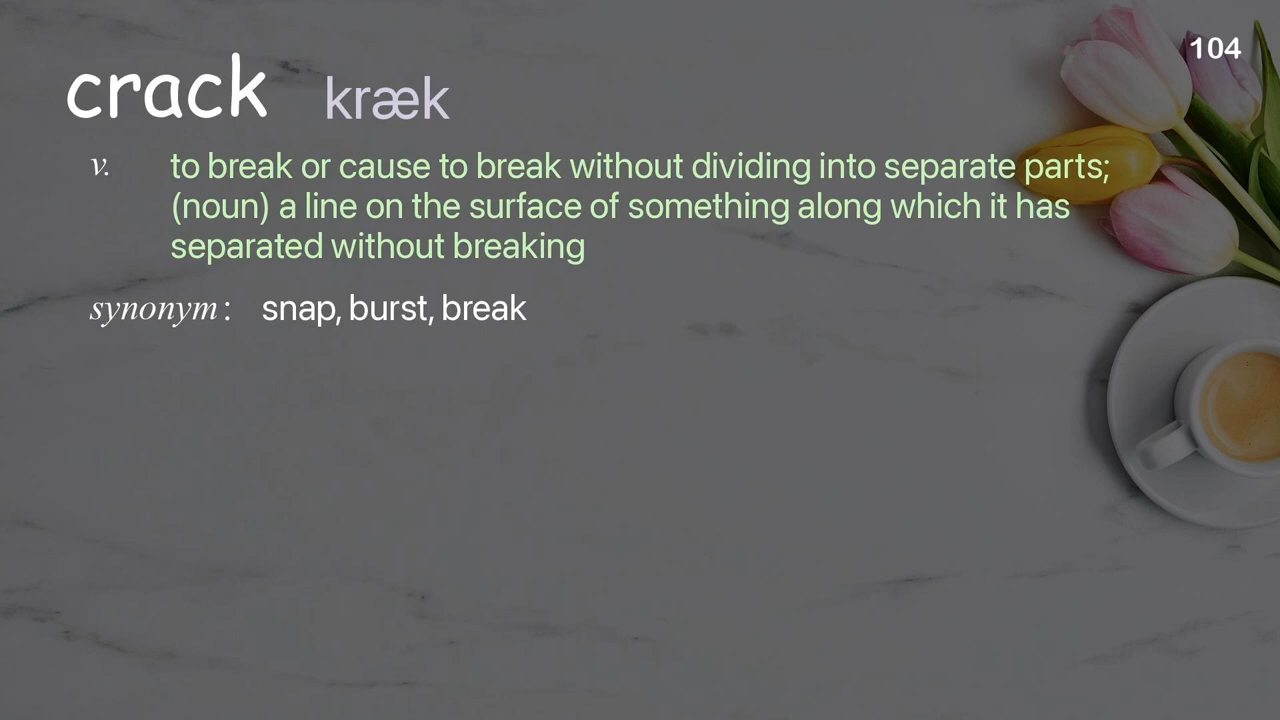 104
crack kræk
v. to break or cause to break without dividing into separate parts;
(noun) a line on the surface of something along which it has
separated without breaking
synonym: snap, burst, break